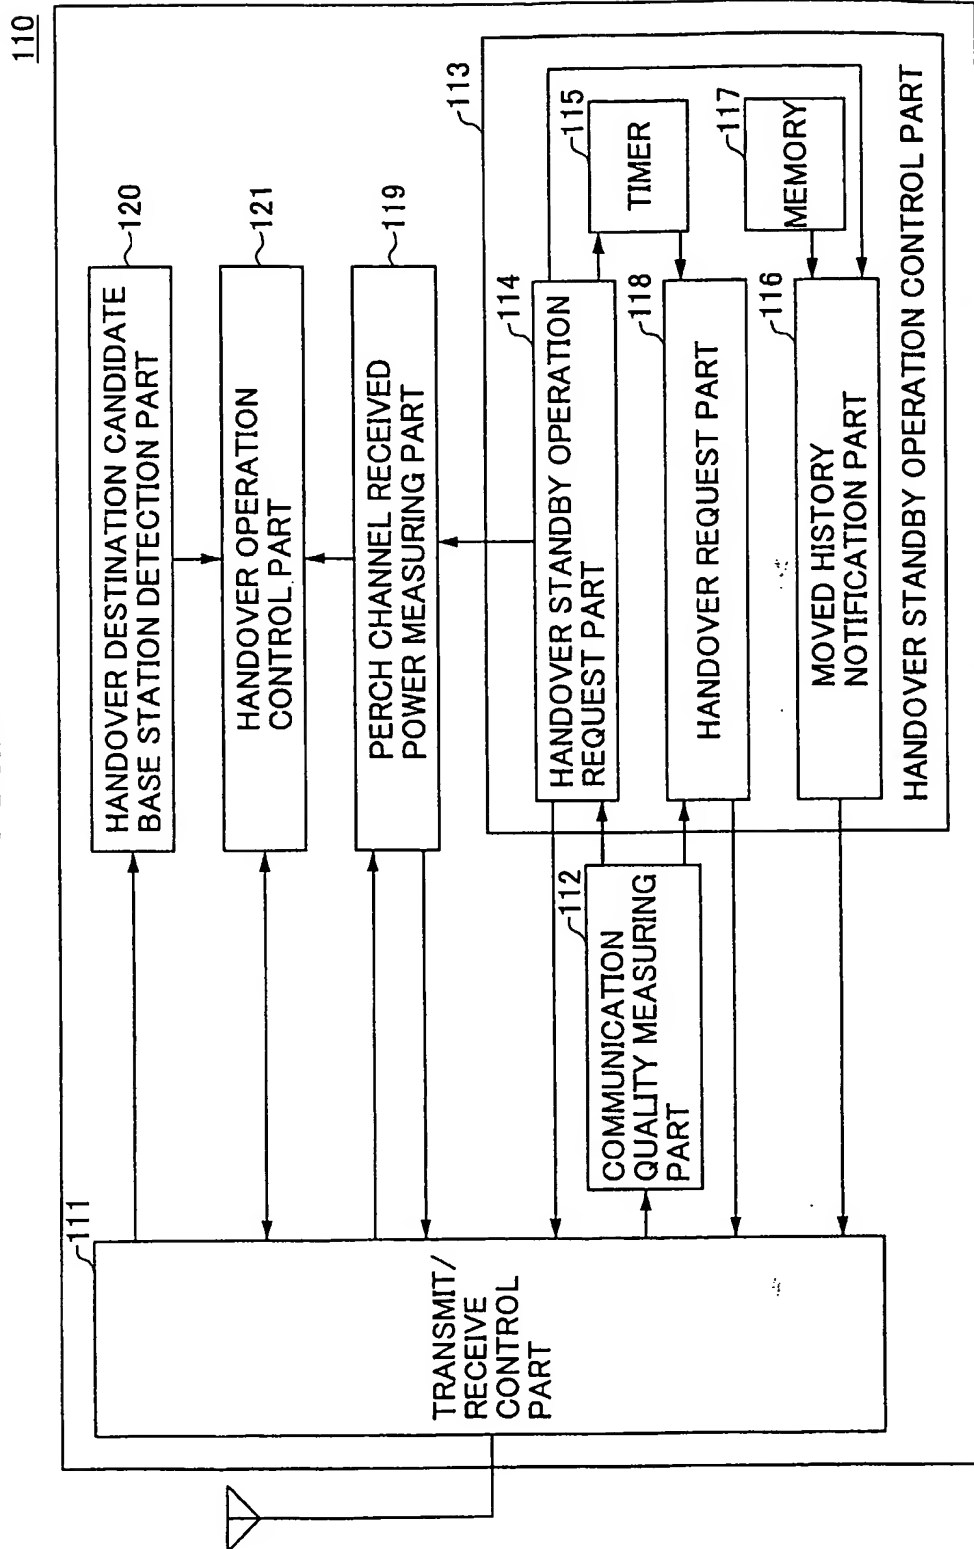 110
111
TRANSMIT/
RECEIVE
CONTROL
PART
HANDOVER DESTINATION CANDIDATE
BASE STATION DETECTION PART
120
HANDOVER OPERATION
CONTROL PART
121
PERCH CHANNEL RECEIVED
POWER MEASURING PART
119
112
COMMUNICATION
QUALITY MEASURING
PART
113
114
HANDOVER STANDBY OPERATION
REQUEST PART
115
TIMER
118
HANDOVER REQUEST PART
117
MEMORY
116
MOVED HISTORY
NOTIFICATION PART
HANDOVER STANDBY OPERATION CONTROL PART